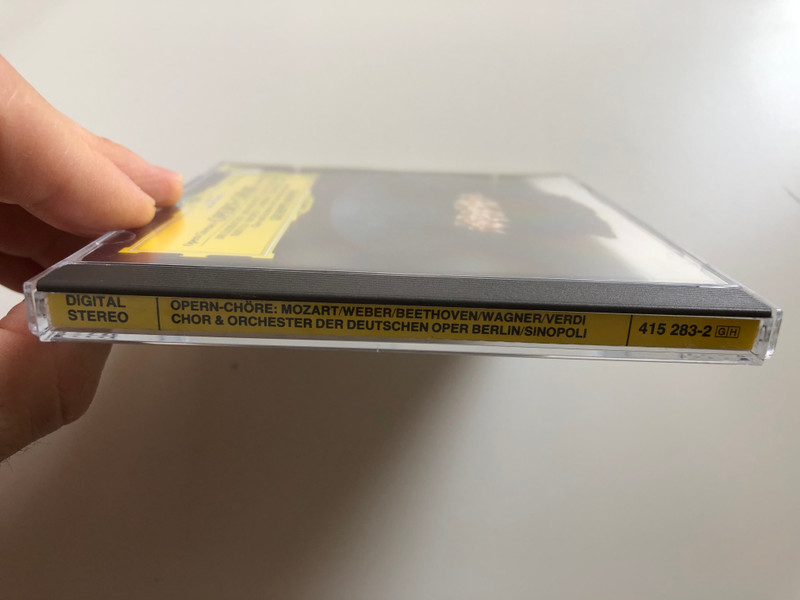 DIGITAL
STEREO
OPERN-CHÖRE: MOZART/WEBER/BEETHOVEN/WAGNER/VERDI
CHOR & ORCHESTER DER DEUTSCHEN OPER BERLIN/SINOPOLI
415 283-2 GH